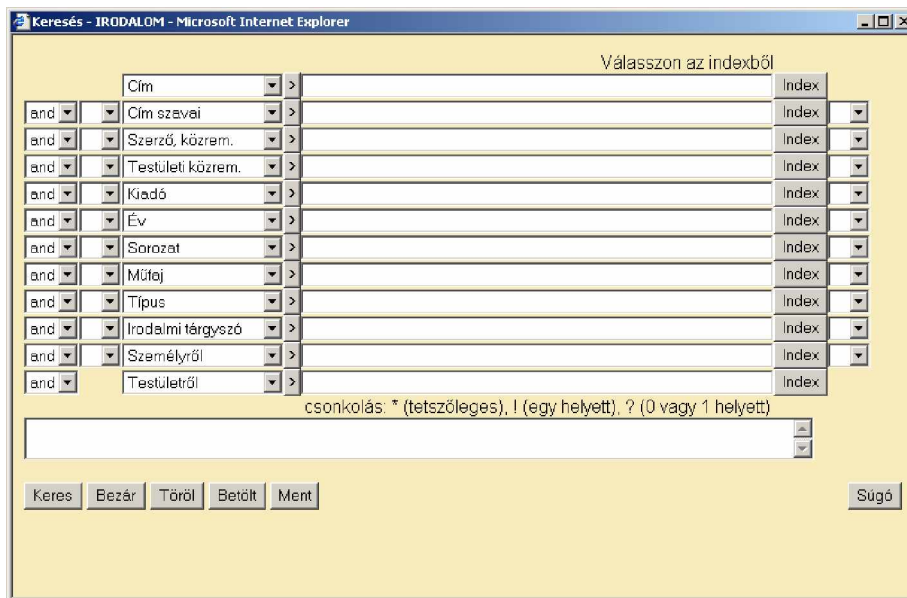 Keresés - IRODALOM - Microsoft Internet Explorer
Válasszon az indexből
Cím > Index
and Cím szavai > Index
and Szerző, közrem. > Index
and Testületi közrem. > Index
and Kiadó > Index
and Év > Index
and Sorozat > Index
and Műfaj > Index
and Típus > Index
and Irodalmi tárgyszó > Index
and Személyről > Index
and Testületről > Index
csonkolás: * (tetszőleges), ! (egy helyett), ? (0 vagy 1 helyett)
Keres Bezár Töröl Betölt Ment Súgó